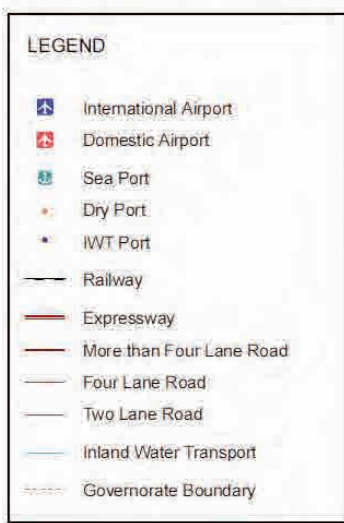 LEGEND
International Airport
Domestic Airport
Sea Port
Dry Port
IWT Port
Railway
Expressway
More than Four Lane Road
Four Lane Road
Two Lane Road
Inland Water Transport
Governorate Boundary